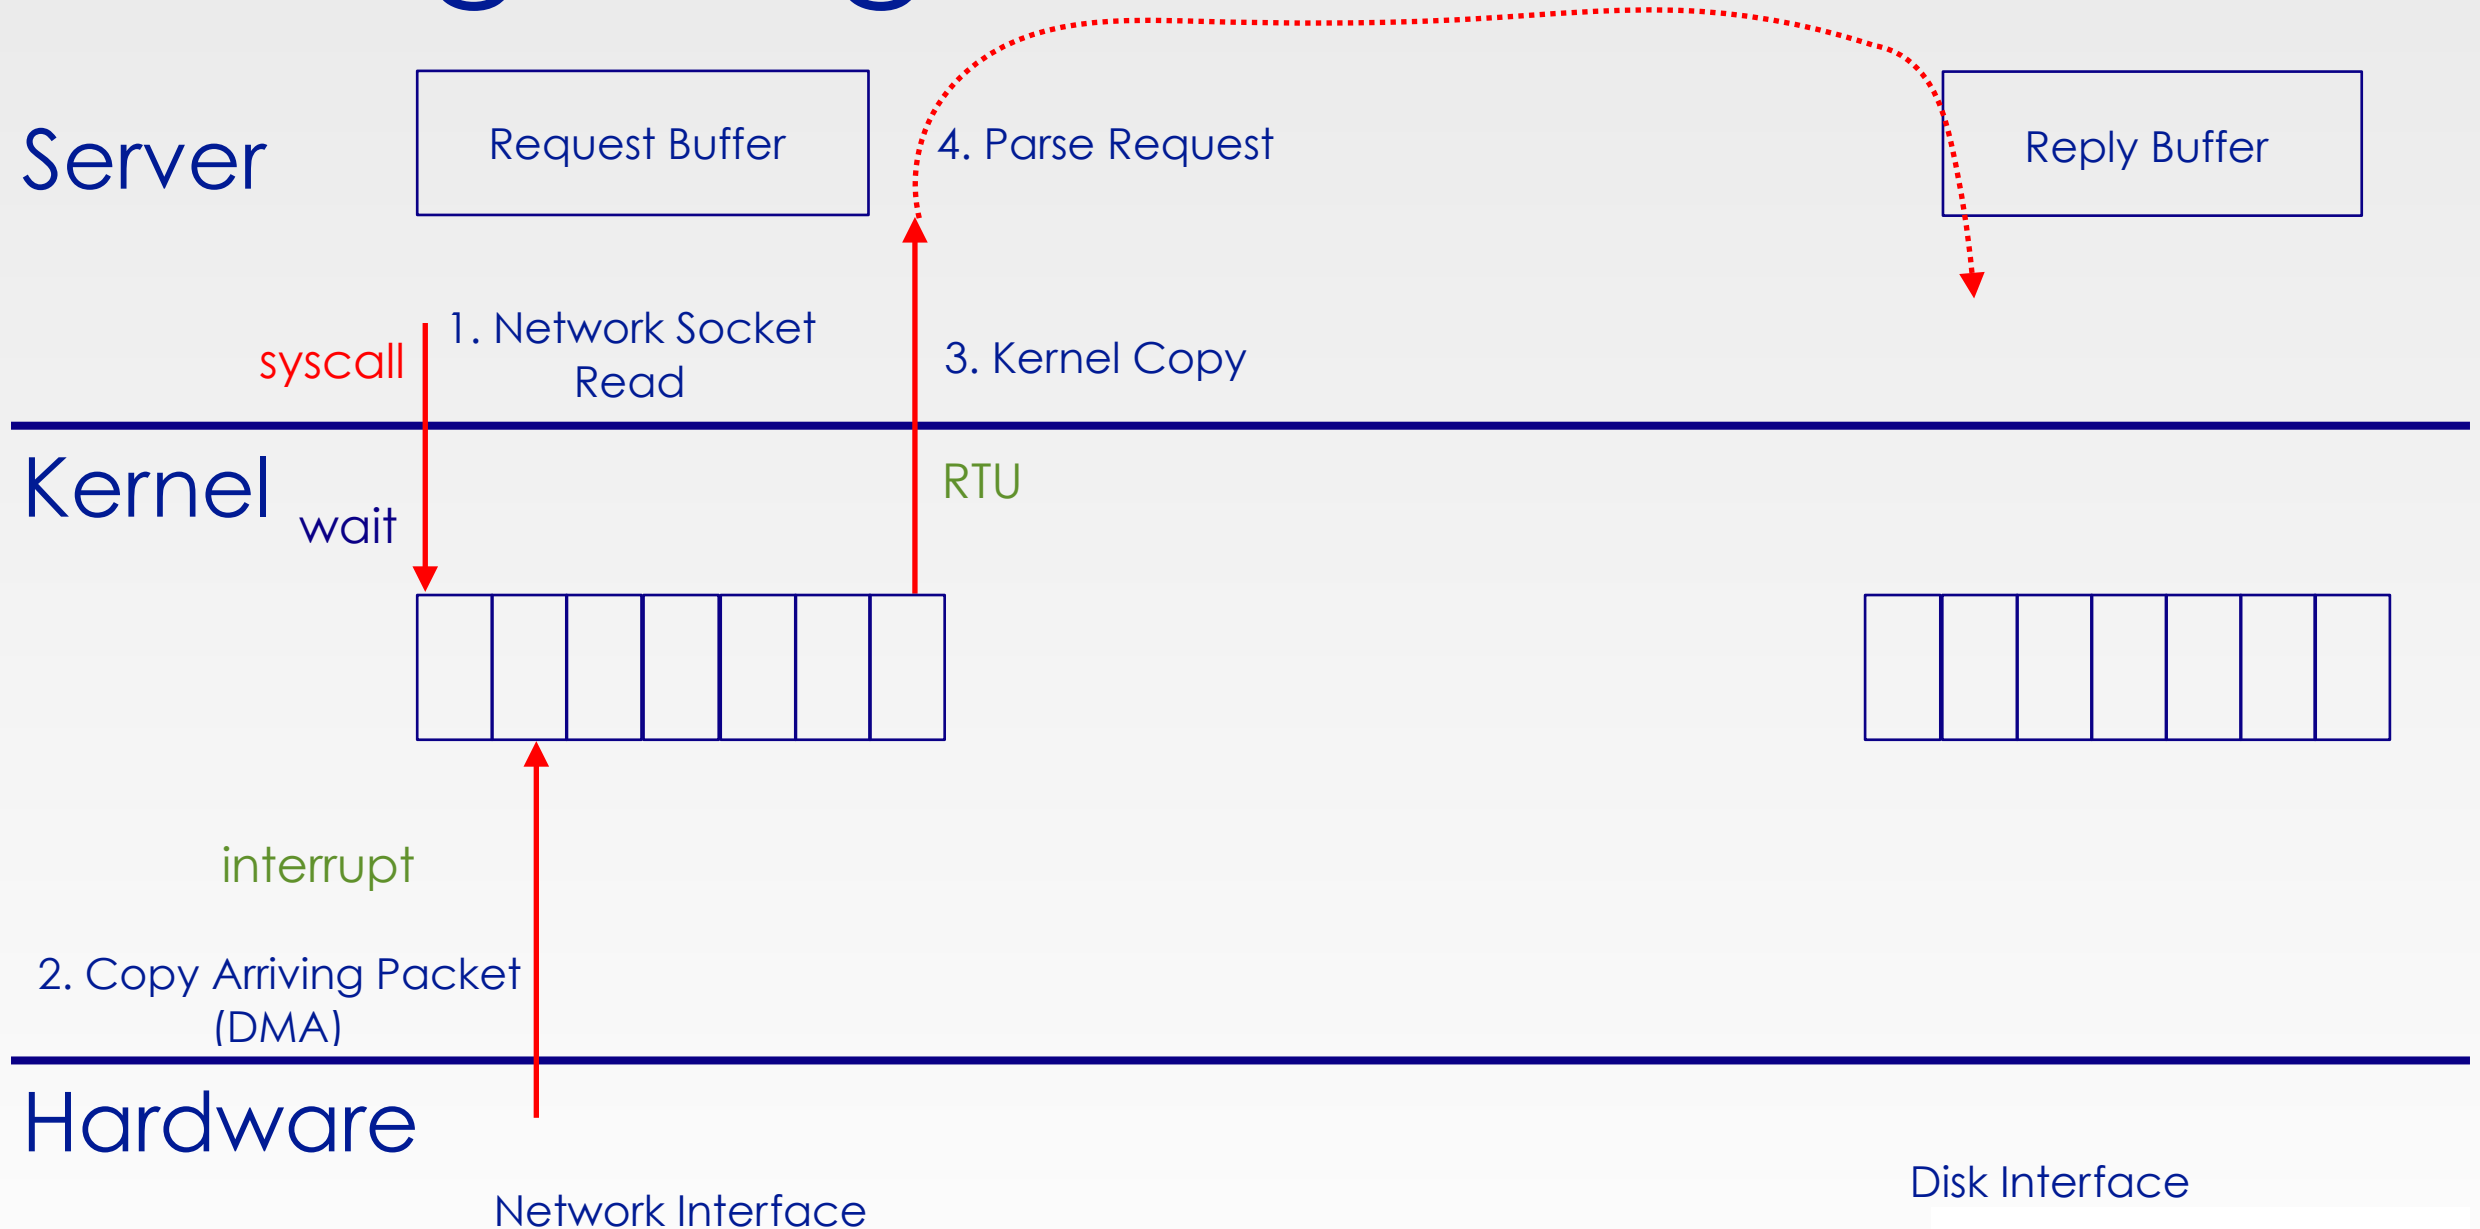 Server
Request Buffer
4. Parse Request
Reply Buffer
syscall
1. Network Socket
Read
3. Kernel Copy
Kernel
wait
RTU
interrupt
2. Copy Arriving Packet
(DMA)
Hardware
Network Interface
Disk Interface